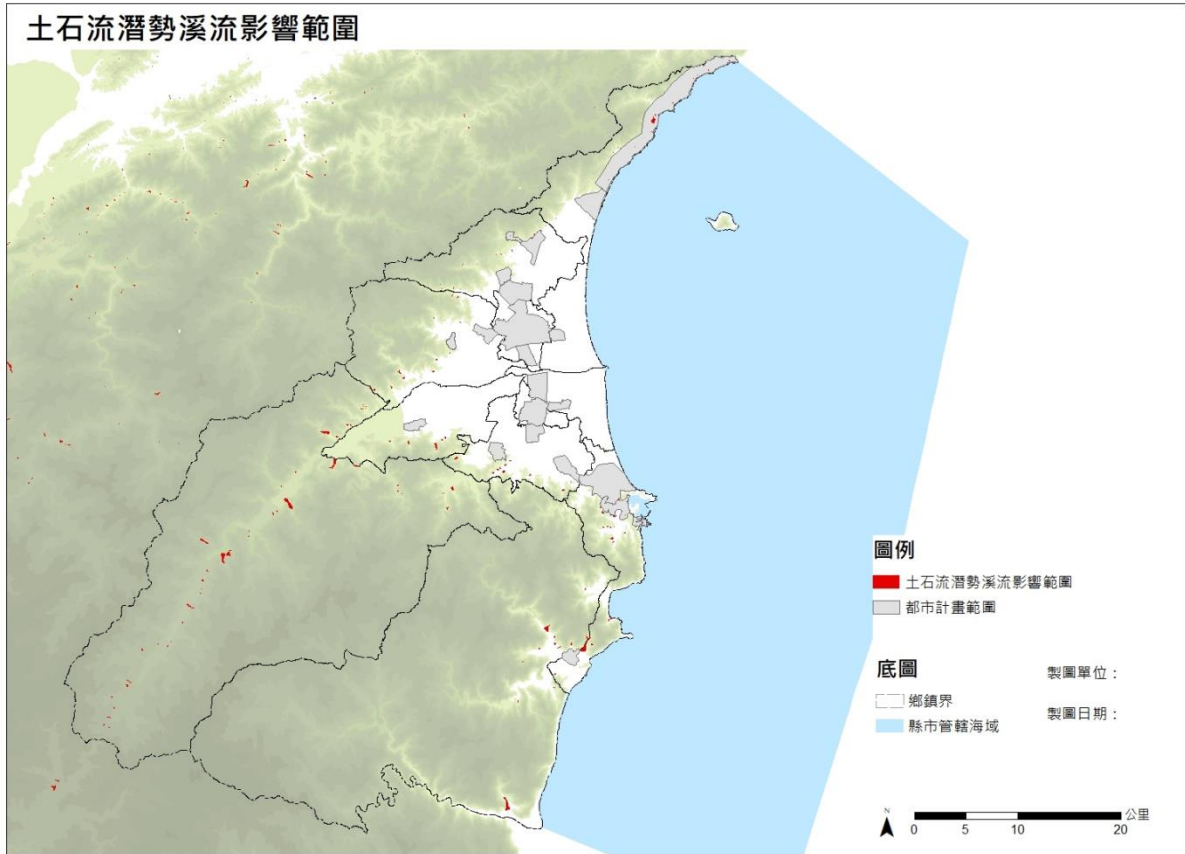 土石流潛勢溪流影響範圍
圖例
土石流潛勢溪流影響範圍
都市計畫範圍
底圖
鄉鎮界
縣市管轄海域
製圖單位：
製圖日期：
N
0 5 10 20 公里